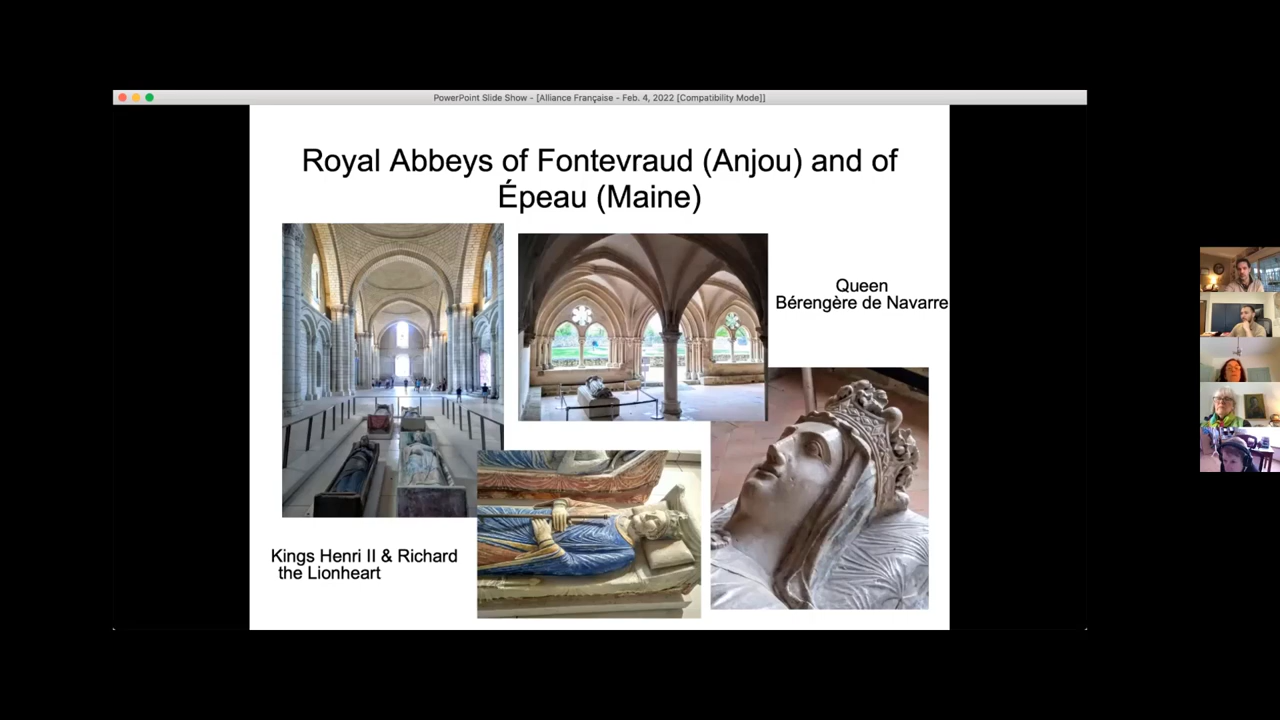 PowerPoint Slide Show - [Alliance Française - Feb. 4, 2022 [Compatibility Mode]]
Royal Abbeys of Fontevraud (Anjou) and of
Épeau (Maine)
Queen
Bérengère de Navarre
Kings Henri II & Richard
the Lionheart